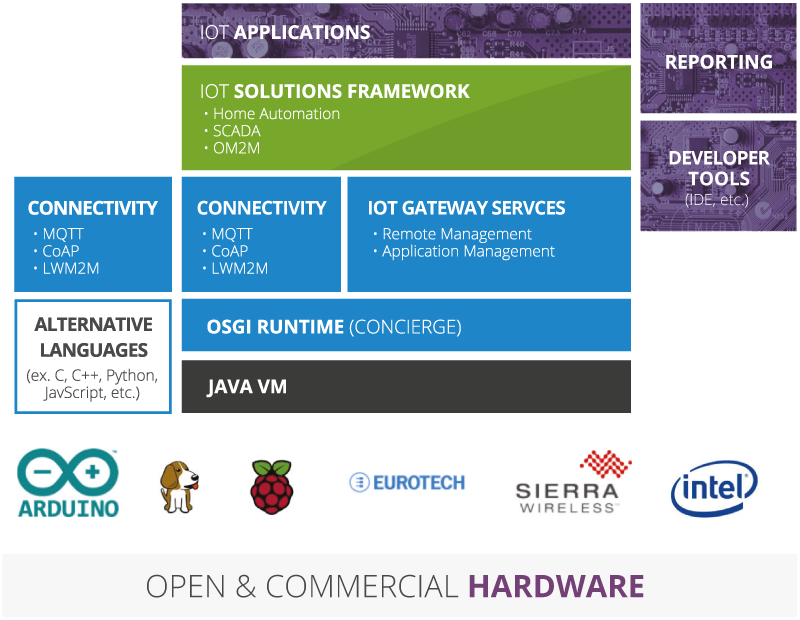 IOT APPLICATIONS
REPORTING
IOT SOLUTIONS FRAMEWORK
• Home Automation
• SCADA
• OM2M
DEVELOPER
TOOLS
(IDE, etc.)
CONNECTIVITY
• MQTT
• CoAP
• LWM2M
CONNECTIVITY
• MQTT
• CoAP
• LWM2M
IOT GATEWAY SERVCES
• Remote Management
• Application Management
ALTERNATIVE
LANGUAGES
(ex. C, C++, Python,
JavScript, etc.)
OSGI RUNTIME (CONCIERGE)
JAVA VM
ARDUINO
EUROTECH
SIERRA
WIRELESS™
intel
OPEN & COMMERCIAL HARDWARE